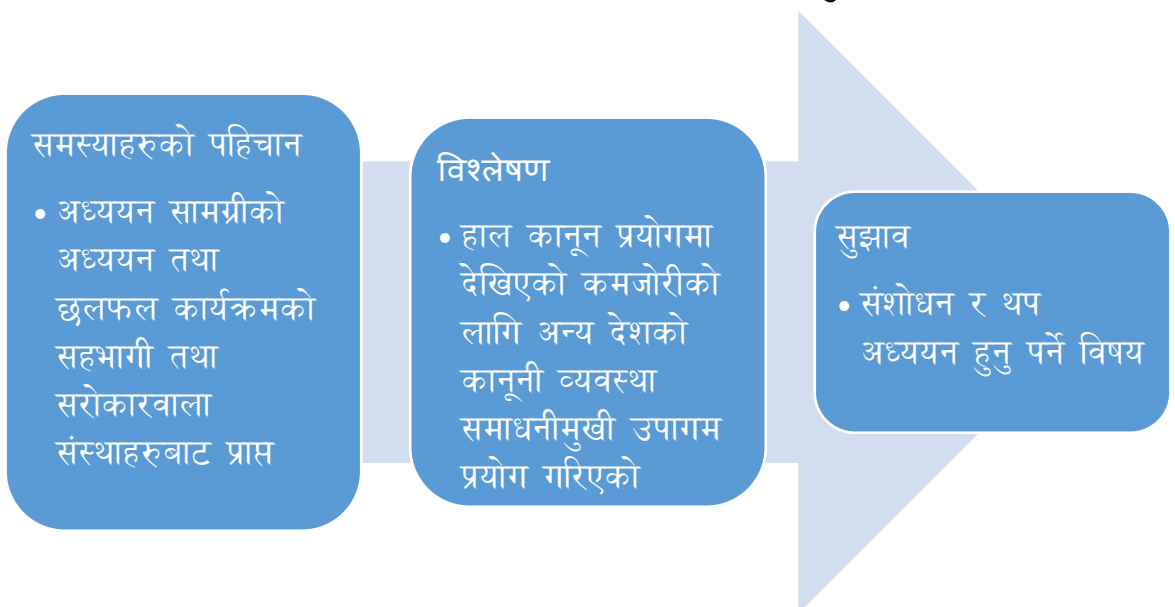 समस्याहरुको पहिचान
• अध्ययन सामग्रीको
अध्ययन तथा
छलफल कार्यक्रमको
सहभागी तथा
सरोकारवाला
संस्थाहरुबाट प्राप्त
विश्लेषण
• हाल कानून प्रयोगमा
देखिएको कमजोरीको
लागि अन्य देशको
कानूनी व्यवस्था
समाधनीमुखी उपागम
प्रयोग गरिएको
सुझाव
• संशोधन र थप
अध्ययन हुनु पर्ने विषय